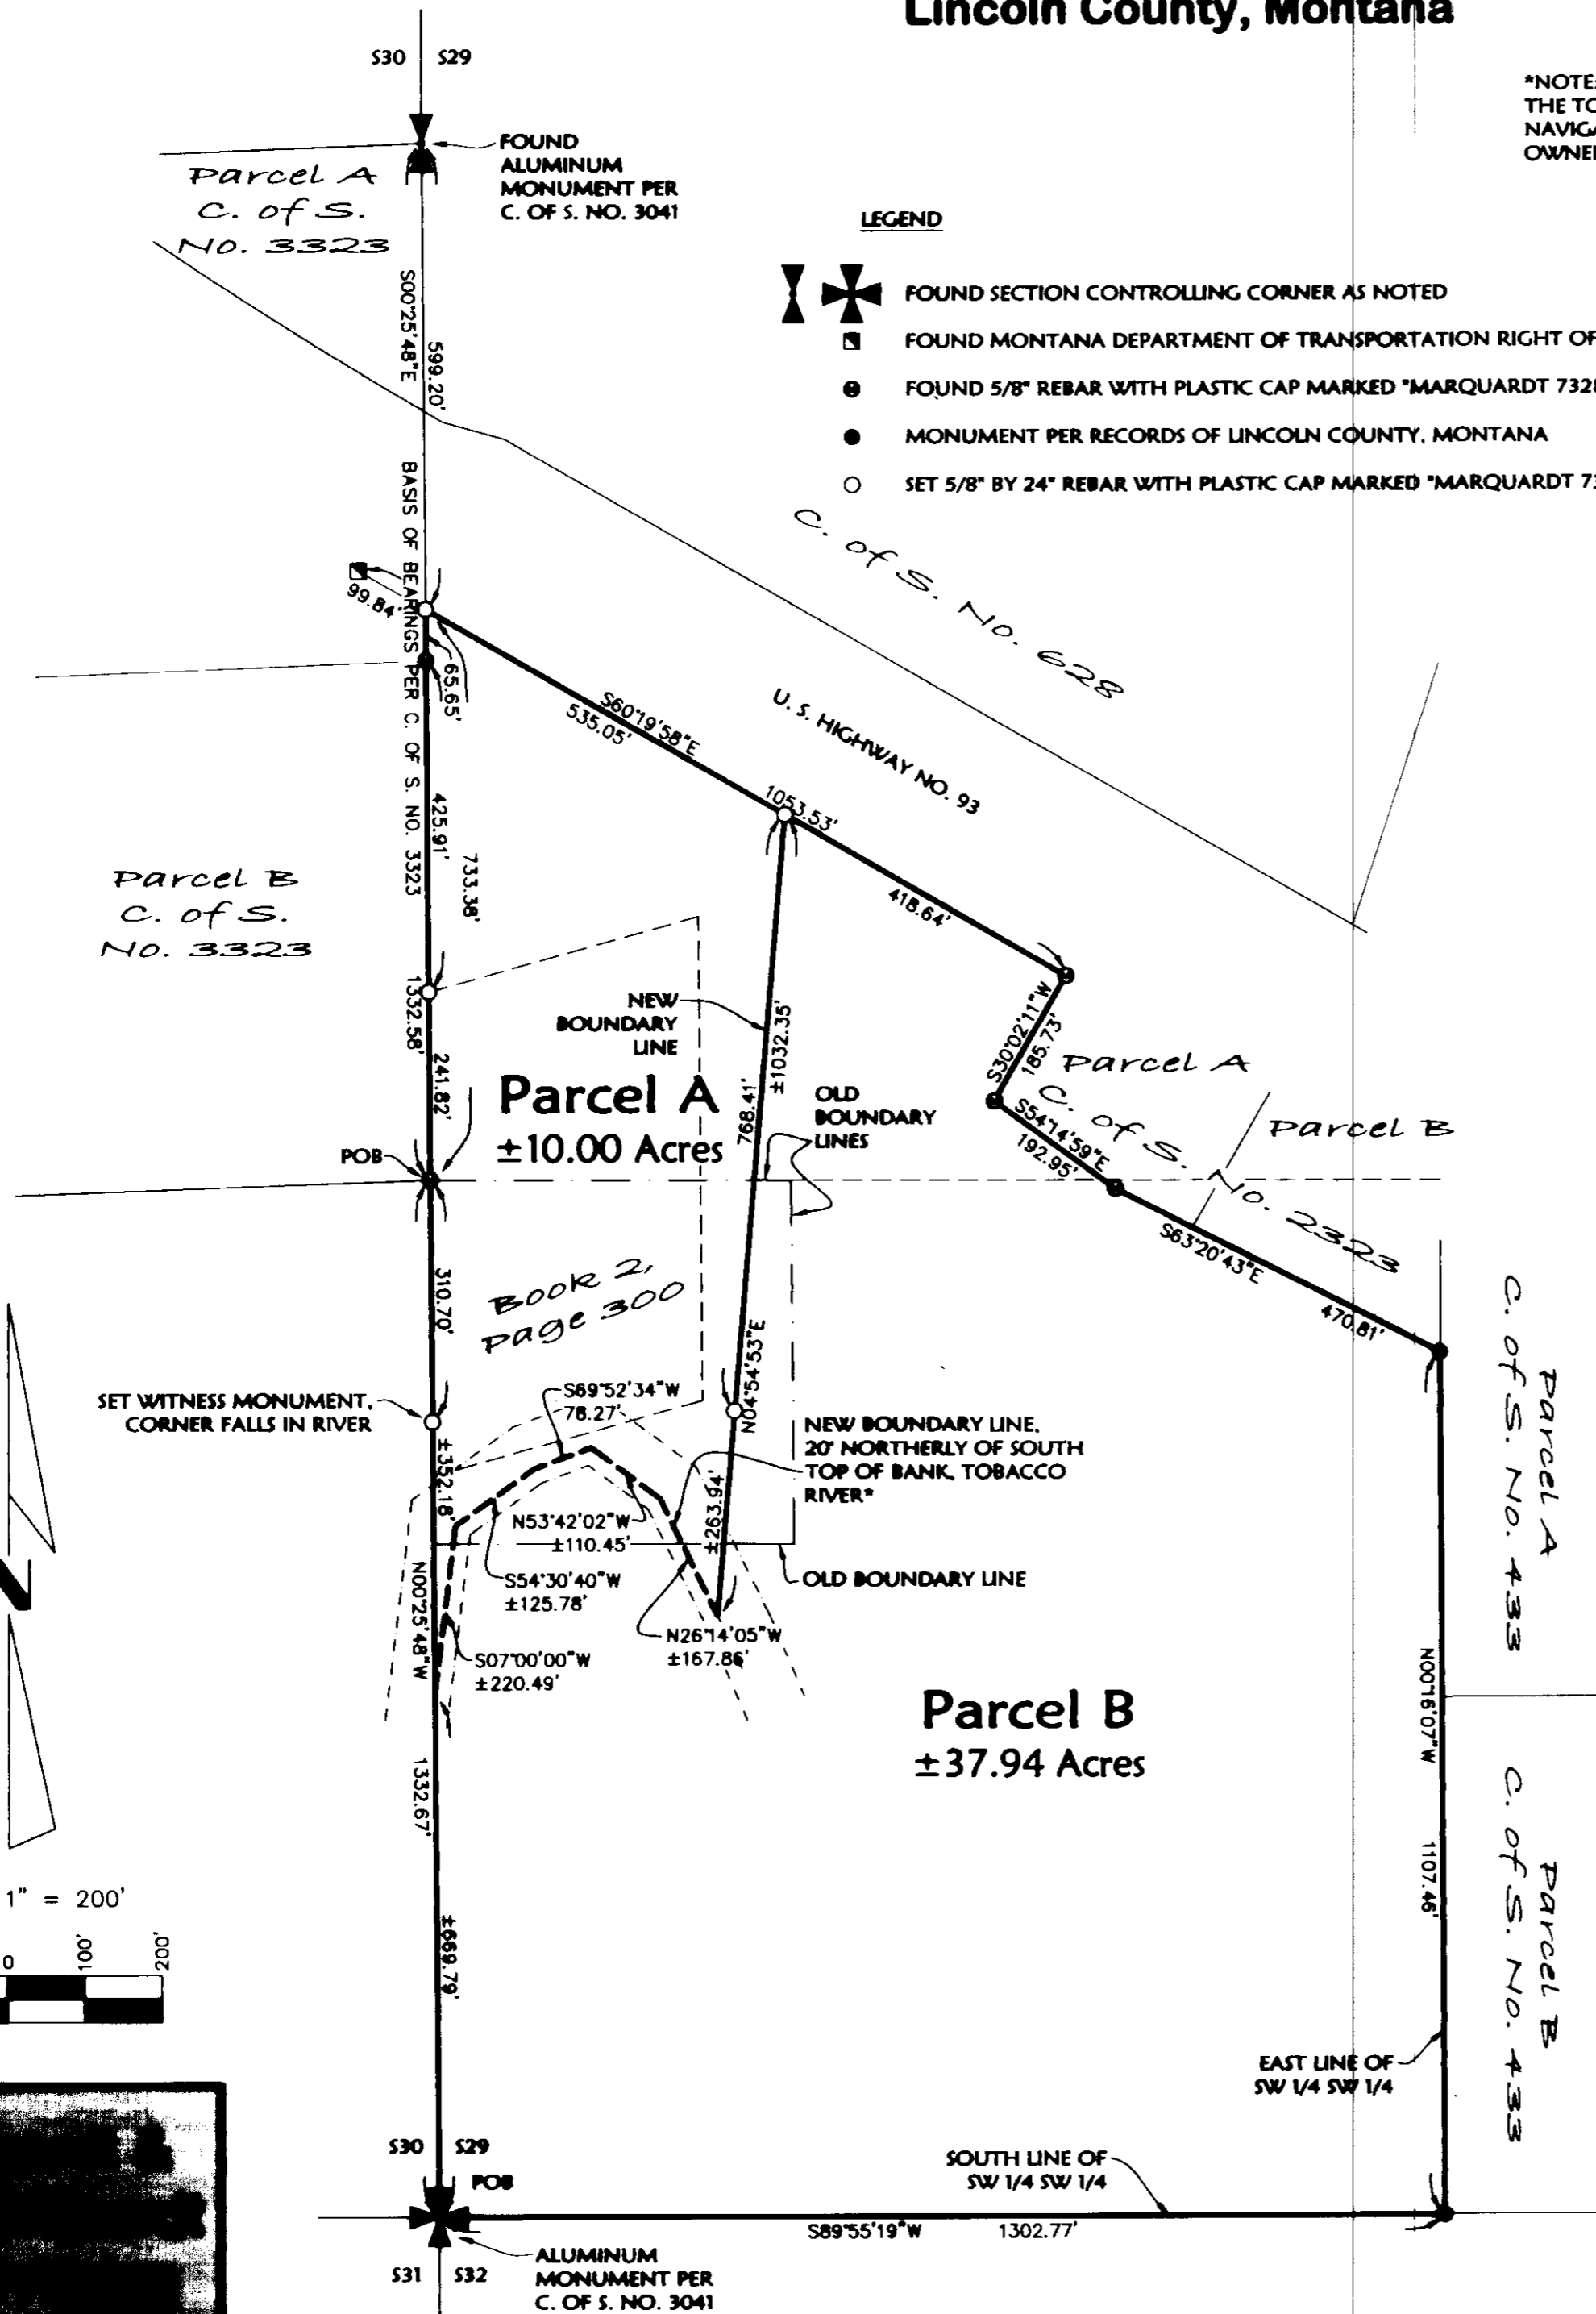 Lincoln County, Montana
S30 S29
FOUND
ALUMINUM
MONUMENT PER
C. OF S. NO. 3041
Parcel A
C. of S.
No. 3323
*NOTE:
THE TO
NAVIGA
OWNE
LEGEND
FOUND SECTION CONTROLLING CORNER AS NOTED
FOUND MONTANA DEPARTMENT OF TRANSPORTATION RIGHT OF
FOUND 5/8" REBAR WITH PLASTIC CAP MARKED "MARQUARDT 7328
MONUMENT PER RECORDS OF LINCOLN COUNTY, MONTANA
SET 5/8" BY 24" REBAR WITH PLASTIC CAP MARKED "MARQUARDT 73
S00°25'48"E
599.20'
BASIS OF BEARINGS PER C. OF S. NO. 3323
C. of S. No. 628
99.84'
65.65'
S60°19'58"E
535.05'
U. S. HIGHWAY NO. 93
1053.53'
425.91'
733.38'
418.64'
Parcel B
C. of S.
No. 3323
1332.58'
241.82'
NEW
BOUNDARY
LINE
±1032.35'
768.41'
S30°02'11"W
185.73'
Parcel A
C. of S. No. 2323
Parcel B
Parcel A
±10.00 Acres
OLD
BOUNDARY
LINES
S54°14'59"E
192.95'
POB
S63°20'43"E
470.81'
310.70'
Book 2,
Page 300
N04°54'53"E
SET WITNESS MONUMENT,
CORNER FALLS IN RIVER
S69°52'34"W
78.27'
NEW BOUNDARY LINE,
20' NORTHERLY OF SOUTH
TOP OF BANK, TOBACCO
RIVER*
±352.18'
±263.94'
N53°42'02"W
±110.45'
OLD BOUNDARY LINE
S54°30'40"W
±125.78'
N26°14'05"W
±167.86'
N00°25'48"W
S07°00'00"W
±220.49'
Parcel A
C. of S. No. 433
N00°16'07"W
Parcel B
±37.94 Acres
1332.67'
1107.46'
Parcel B
C. of S. No. 433
N
1" = 200'
0 100' 200'
±669.79'
EAST LINE OF
SW 1/4 SW 1/4
S30 S29
POB
SOUTH LINE OF
SW 1/4 SW 1/4
S89°55'19"W 1302.77'
S31 S32
ALUMINUM
MONUMENT PER
C. OF S. NO. 3041